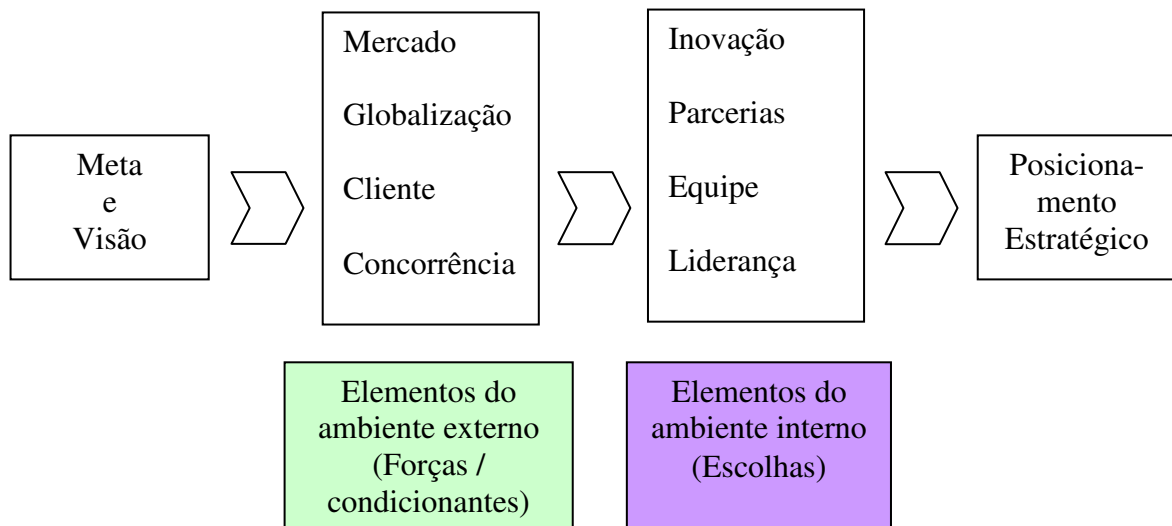 Meta
e
Visão
Mercado
Globalização
Cliente
Concorrência
Inovação
Parcerias
Equipe
Liderança
Posiciona-
mento
Estratégico
Elementos do
ambiente externo
(Forças /
condicionantes)
Elementos do
ambiente interno
(Escolhas)